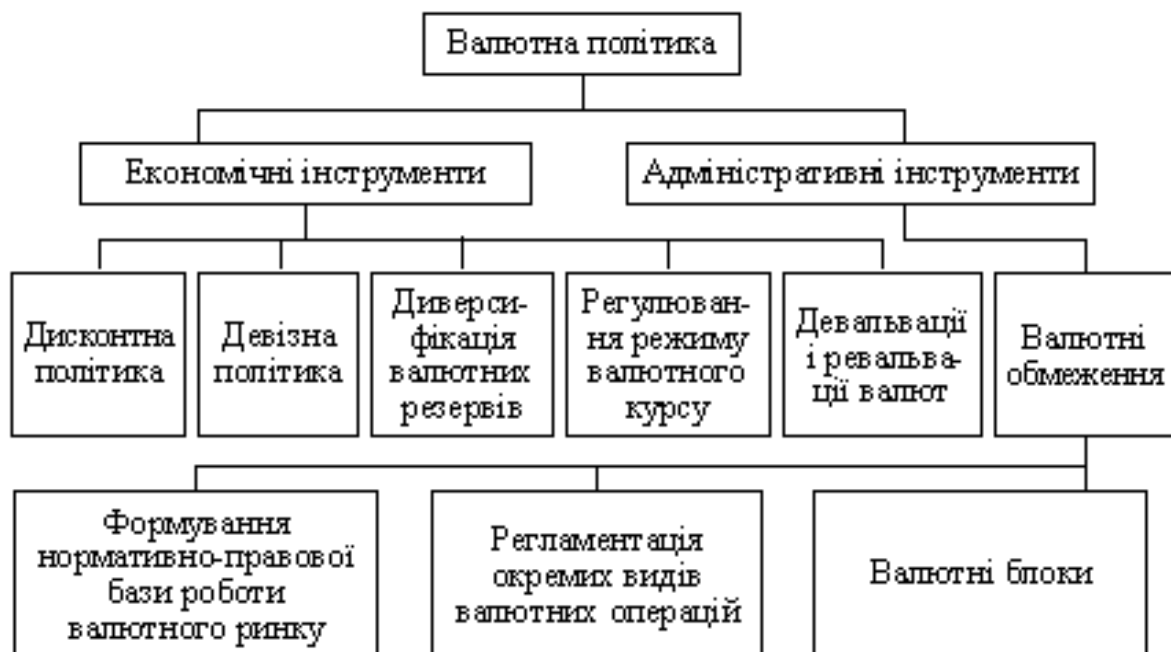 Валютна політика
Економічні інструменти
Адміністративні інструменти
Дисконтна
політика
Девізна
політика
Диверси-
фікація
валютних
резервів
Регулюван-
ня режиму
валютного
курсу
Девальвації
і ревальва-
ції валют
Валютні
обмеження
Формування
нормативно-правової
бази роботи
валютного ринку
Регламентація
окремих видів
валютних операцій
Валютні блоки